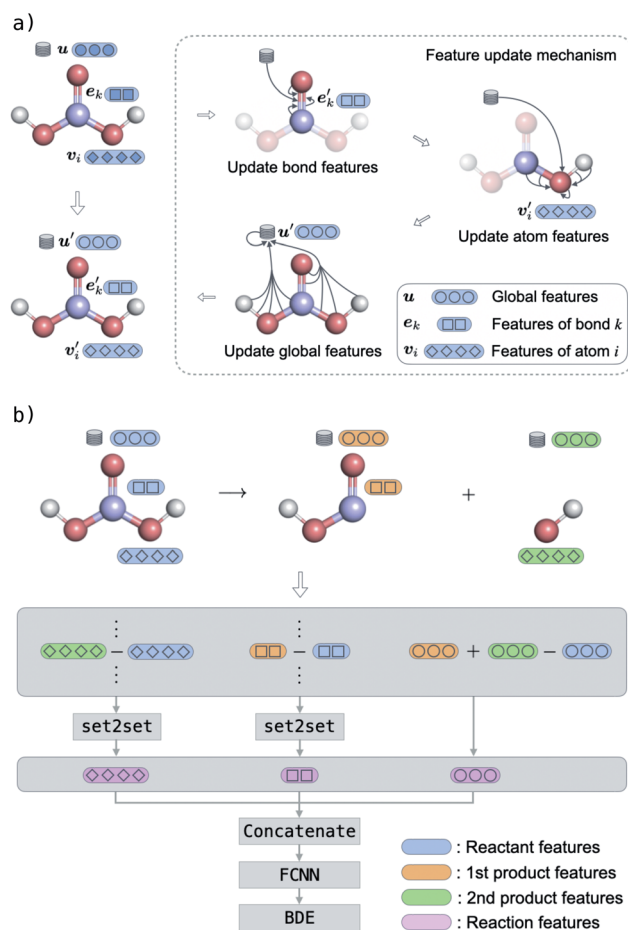 a)
u
e_k
v_i
u′
e′_k
v′_i
Feature update mechanism
e′_k
Update bond features
v′_i
Update atom features
u′
Update global features
u Global features
e_k Features of bond k
v_i Features of atom i
b)
→ +
− − + −
set2set set2set
Concatenate
FCNN
BDE
: Reactant features
: 1st product features
: 2nd product features
: Reaction features